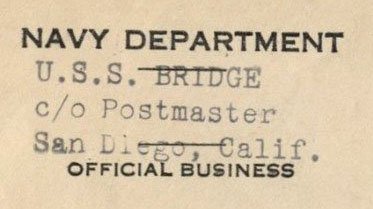 NAVY DEPARTMENT
U.S.S. BRIDGE
c/o Postmaster
San Diego, Calif.
OFFICIAL BUSINESS